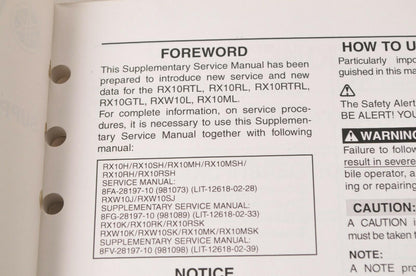 FOREWORD
This Supplementary Service Manual has been
prepared to introduce new service and new
data for the RX10RTL, RX10RL, RX10RTRL,
RX10GTL, RXW10L, RX10ML.
For complete information, on service proce-
dures, it is necessary to use this Supplemen-
tary Service Manual together with following
manual:
RX10H/RX10SH/RX10MH/RX10MSH/
RX10RH/RX10RSH
SERVICE MANUAL:
8FA-28197-10 (981073) (LIT-12618-02-28)
RXW10J/RXW10SJ
SUPPLEMENTARY SERVICE MANUAL:
8FG-28197-10 (981089) (LIT-12618-02-33)
RX10K/RX10RK/RX10RSK
RXW10K/RXW10SK/RX10MK/RX10MSK
SUPPLEMENTARY SERVICE MANUAL:
8FV-28197-10 (981098) (LIT-12618-02-39)
NOTICE
HOW TO U
Particularly impo
guished in this m
The Safety Alert
BE ALERT! YOU
WARNING
Failure to follow
result in severe
bile operator, a
ing or repairing
CAUTION:
A CAUTION i
must be taken t
NOTE:
A NOTE pro